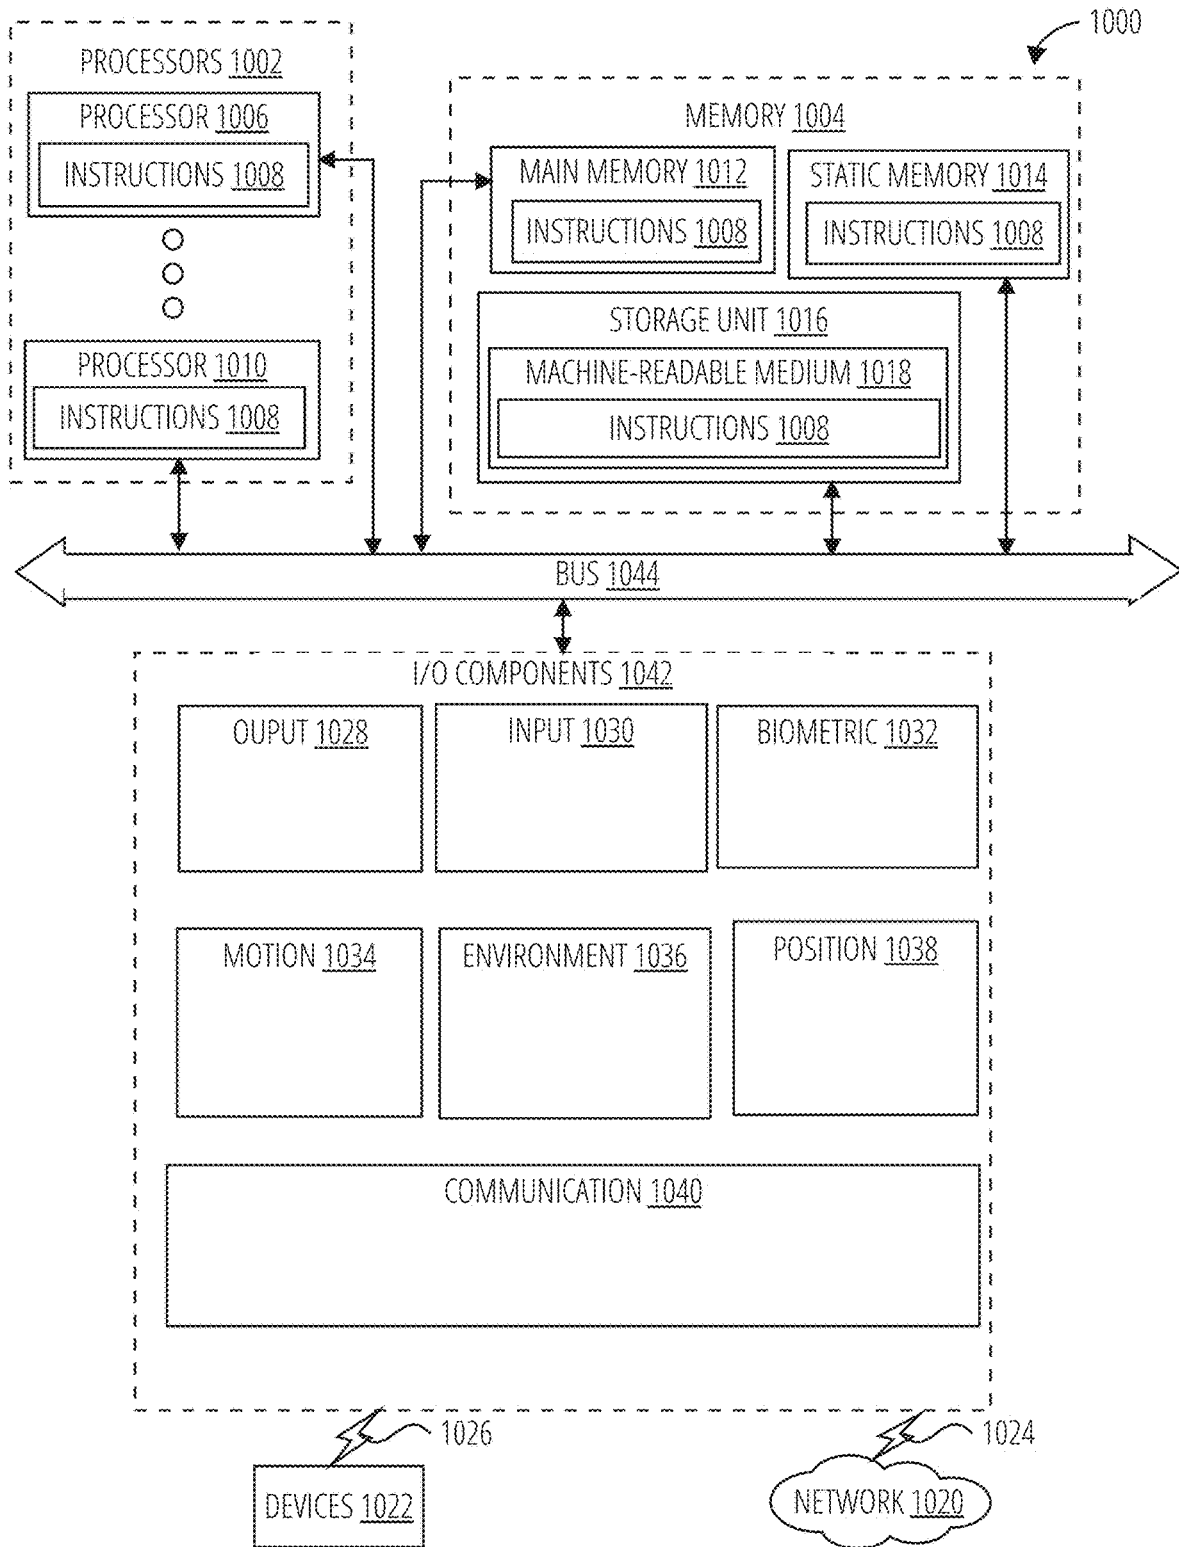 1000
PROCESSORS 1002
PROCESSOR 1006
INSTRUCTIONS 1008
PROCESSOR 1010
INSTRUCTIONS 1008
MEMORY 1004
MAIN MEMORY 1012
INSTRUCTIONS 1008
STATIC MEMORY 1014
INSTRUCTIONS 1008
STORAGE UNIT 1016
MACHINE-READABLE MEDIUM 1018
INSTRUCTIONS 1008
BUS 1044
I/O COMPONENTS 1042
OUPUT 1028
INPUT 1030
BIOMETRIC 1032
MOTION 1034
ENVIRONMENT 1036
POSITION 1038
COMMUNICATION 1040
1026
1024
DEVICES 1022
NETWORK 1020